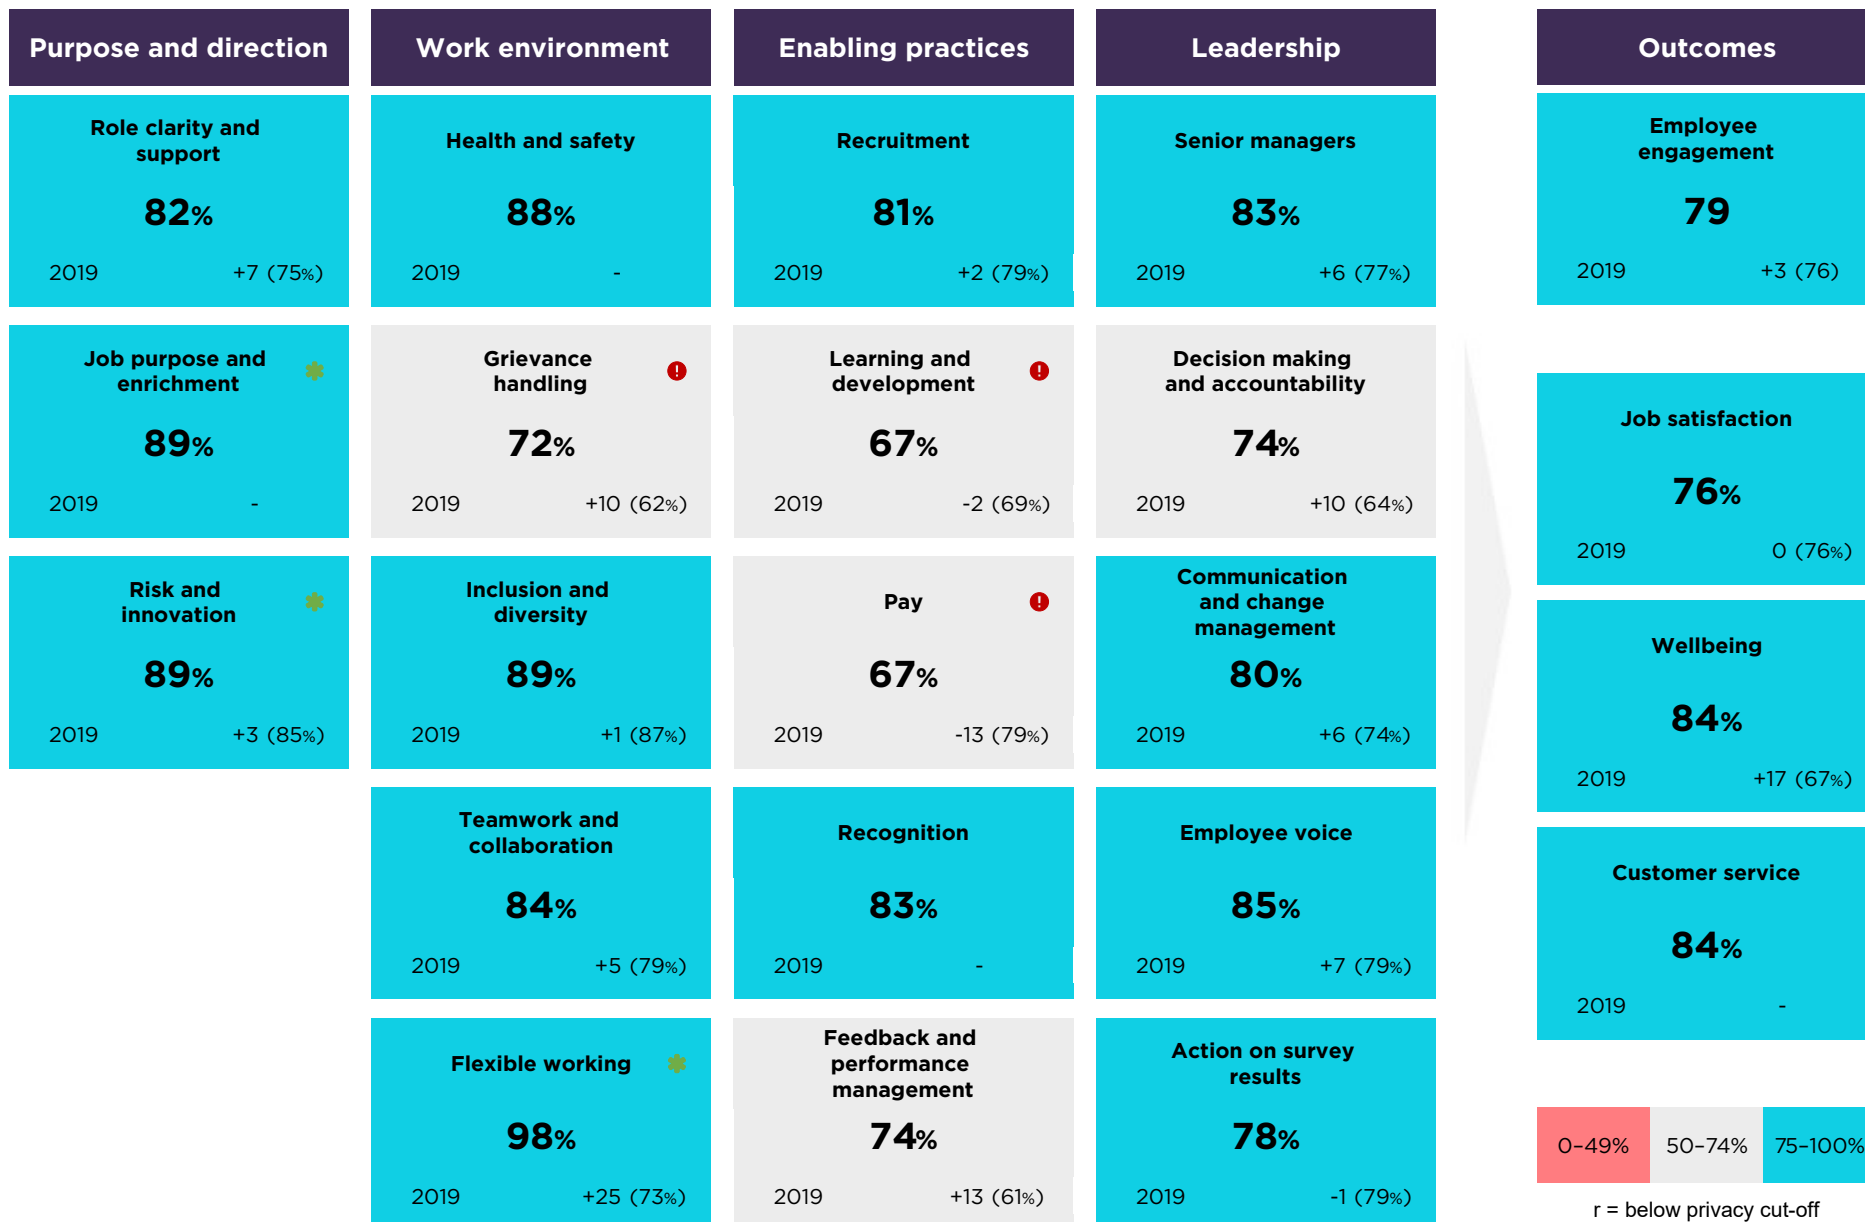 Purpose and direction
Role clarity and
support
82%
2019 +7 (75%)
Job purpose and
enrichment
89%
2019 -
Risk and
innovation
89%
2019 +3 (85%)
Work environment
Health and safety
88%
2019 -
Grievance
handling
72%
2019 +10 (62%)
Inclusion and
diversity
89%
2019 +1 (87%)
Teamwork and
collaboration
84%
2019 +5 (79%)
Flexible working
98%
2019 +25 (73%)
Enabling practices
Recruitment
81%
2019 +2 (79%)
Learning and
development
67%
2019 -2 (69%)
Pay
67%
2019 -13 (79%)
Recognition
83%
2019 -
Feedback and
performance
management
74%
2019 +13 (61%)
Leadership
Senior managers
83%
2019 +6 (77%)
Decision making
and accountability
74%
2019 +10 (64%)
Communication
and change
management
80%
2019 +6 (74%)
Employee voice
85%
2019 +7 (79%)
Action on survey
results
78%
2019 -1 (79%)
Outcomes
Employee
engagement
79
2019 +3 (76)
Job satisfaction
76%
2019 0 (76%)
Wellbeing
84%
2019 +17 (67%)
Customer service
84%
2019 -
0–49% 50–74% 75–100%
r = below privacy cut-off